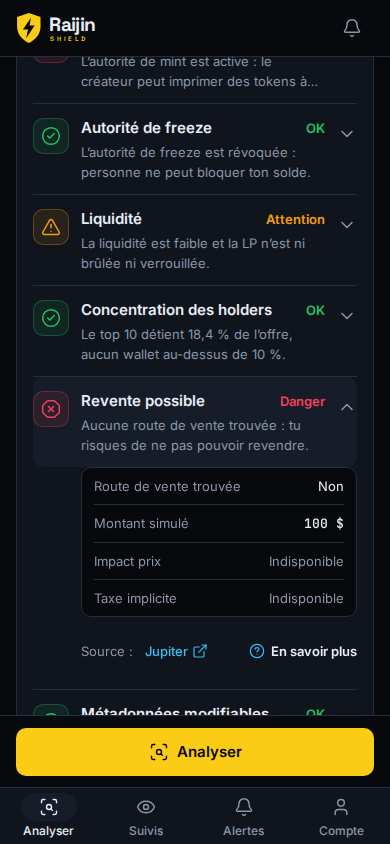 Raijin
SHIELD
L'autorité de mint est active : le
créateur peut imprimer des tokens à…
Autorité de freeze
OK
L'autorité de freeze est révoquée :
personne ne peut bloquer ton solde.
Liquidité
Attention
La liquidité est faible et la LP n'est ni
brûlée ni verrouillée.
Concentration des holders
OK
Le top 10 détient 18,4 % de l'offre,
aucun wallet au-dessus de 10 %.
Revente possible
Danger
Aucune route de vente trouvée : tu
risques de ne pas pouvoir revendre.
Route de vente trouvée
Non
Montant simulé
100 $
Impact prix
Indisponible
Taxe implicite
Indisponible
Source :
Jupiter
En savoir plus
Métadonnées modifiables
OK
Analyser
Analyser
Suivis
Alertes
Compte